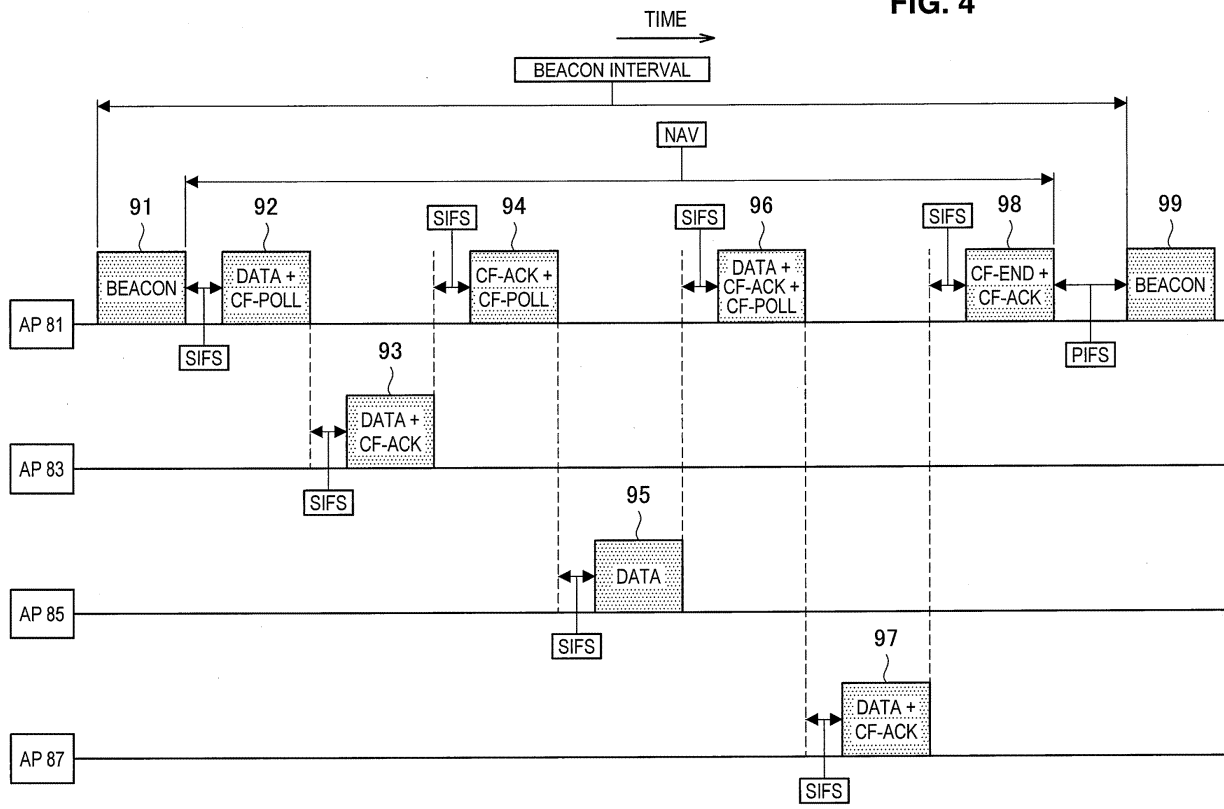 FIG. 4
TIME
BEACON INTERVAL
NAV
91
92
SIFS
94
SIFS
96
SIFS
98
99
AP 81
BEACON
DATA +
CF-POLL
CF-ACK +
CF-POLL
DATA +
CF-ACK +
CF-POLL
CF-END +
CF-ACK
BEACON
SIFS
PIFS
93
AP 83
DATA +
CF-ACK
SIFS
95
AP 85
DATA
SIFS
97
AP 87
DATA +
CF-ACK
SIFS